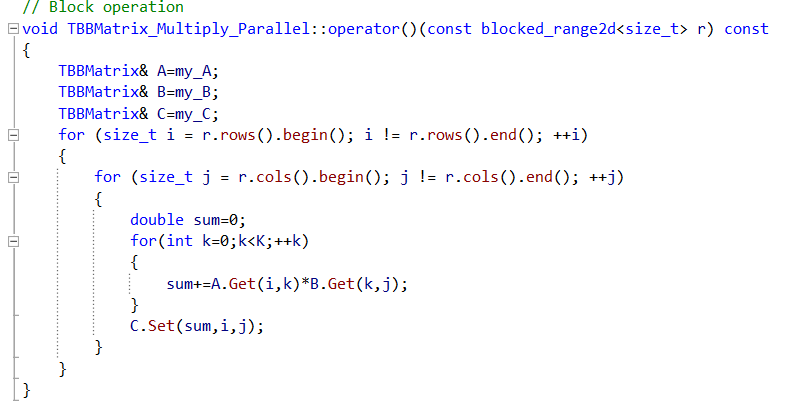 // Block operation
void TBBMatrix_Multiply_Parallel::operator()(const blocked_range2d<size_t> r) const
{
    TBBMatrix& A=my_A;
    TBBMatrix& B=my_B;
    TBBMatrix& C=my_C;
    for (size_t i = r.rows().begin(); i != r.rows().end(); ++i)
    {
        for (size_t j = r.cols().begin(); j != r.cols().end(); ++j)
        {
            double sum=0;
            for(int k=0;k<K;++k)
            {
                sum+=A.Get(i,k)*B.Get(k,j);
            }
            C.Set(sum,i,j);
        }
    }
}